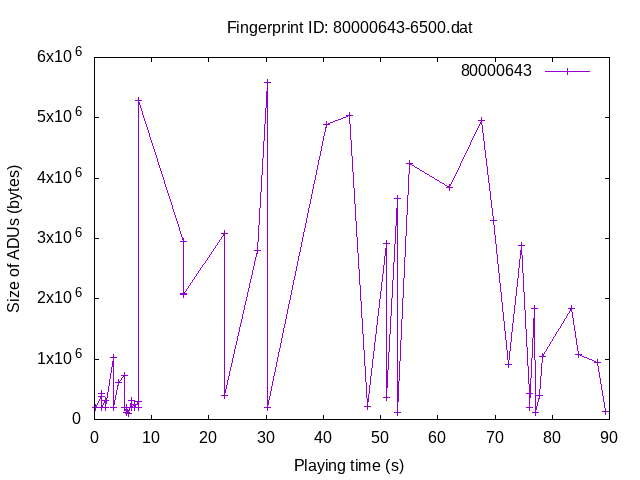 Fingerprint ID: 80000643-6500.dat
80000643
6x10^6
5x10^6
4x10^6
3x10^6
2x10^6
1x10^6
0
Size of ADUs (bytes)
0 10 20 30 40 50 60 70 80 90
Playing time (s)